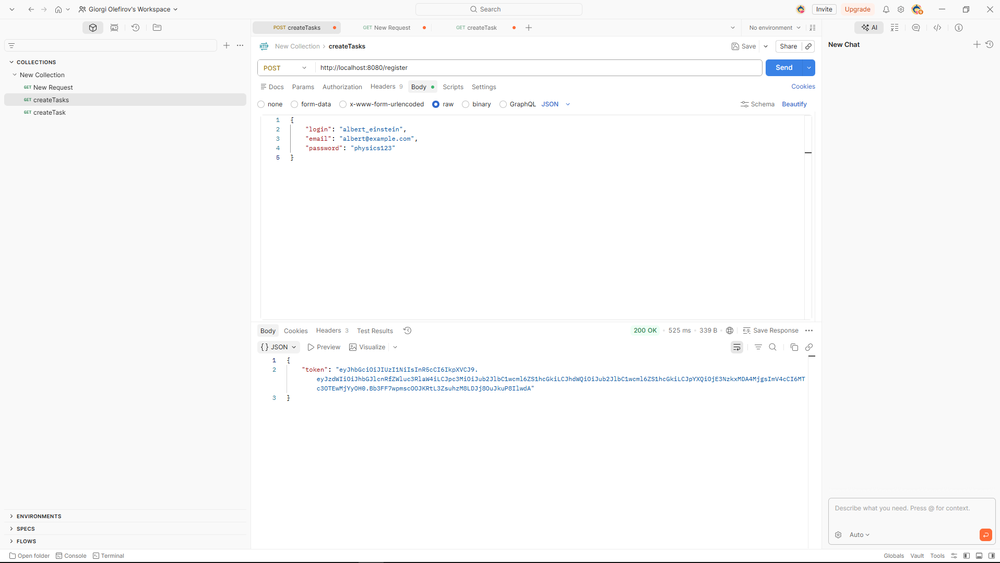 Giorgi Olefirov's Workspace
Search
Invite
Upgrade
POST createTasks
GET New Request
GET createTask
No environment
AI
New Collection > createTasks
Save
Share
New Chat
COLLECTIONS
New Collection
GET New Request
GET createTasks
GET createTask
POST
http://localhost:8080/register
Send
Docs
Params
Authorization
Headers 9
Body
Scripts
Settings
Cookies
none
form-data
x-www-form-urlencoded
raw
binary
GraphQL
JSON
Schema
Beautify
1 {
2 "login": "albert_einstein",
3 "email": "albert@example.com",
4 "password": "physics123"
5 }
Body
Cookies
Headers 3
Test Results
200 OK
525 ms
339 B
e.g. Save Response
{} JSON
Preview
Visualize
1 {
2 "token": "eyJhbGciOiJIUzI1NiIsInR5cCI6IkpXVCJ9.
eyJzdWIiOiJhbGJlcnRfZWluc3RlaW4iLCJpc3MiOiJub2JlbC1wcml6ZS1hcGkiLCJhdWQiOiJub2JlbC1wcml6ZS1hcGkiLCJpYXQiOjE3NzkxMDA4MjgsImV4cCI6MT
c3OTEwMjYyOH0.Bb3FF7wpmscOOJKRtL3ZsuhzM8LDJj8OuJkuP8IlwdA"
3 }
ENVIRONMENTS
SPECS
FLOWS
Describe what you need. Press @ for context.
Auto
Open folder
Console
Terminal
Globals
Vault
Tools